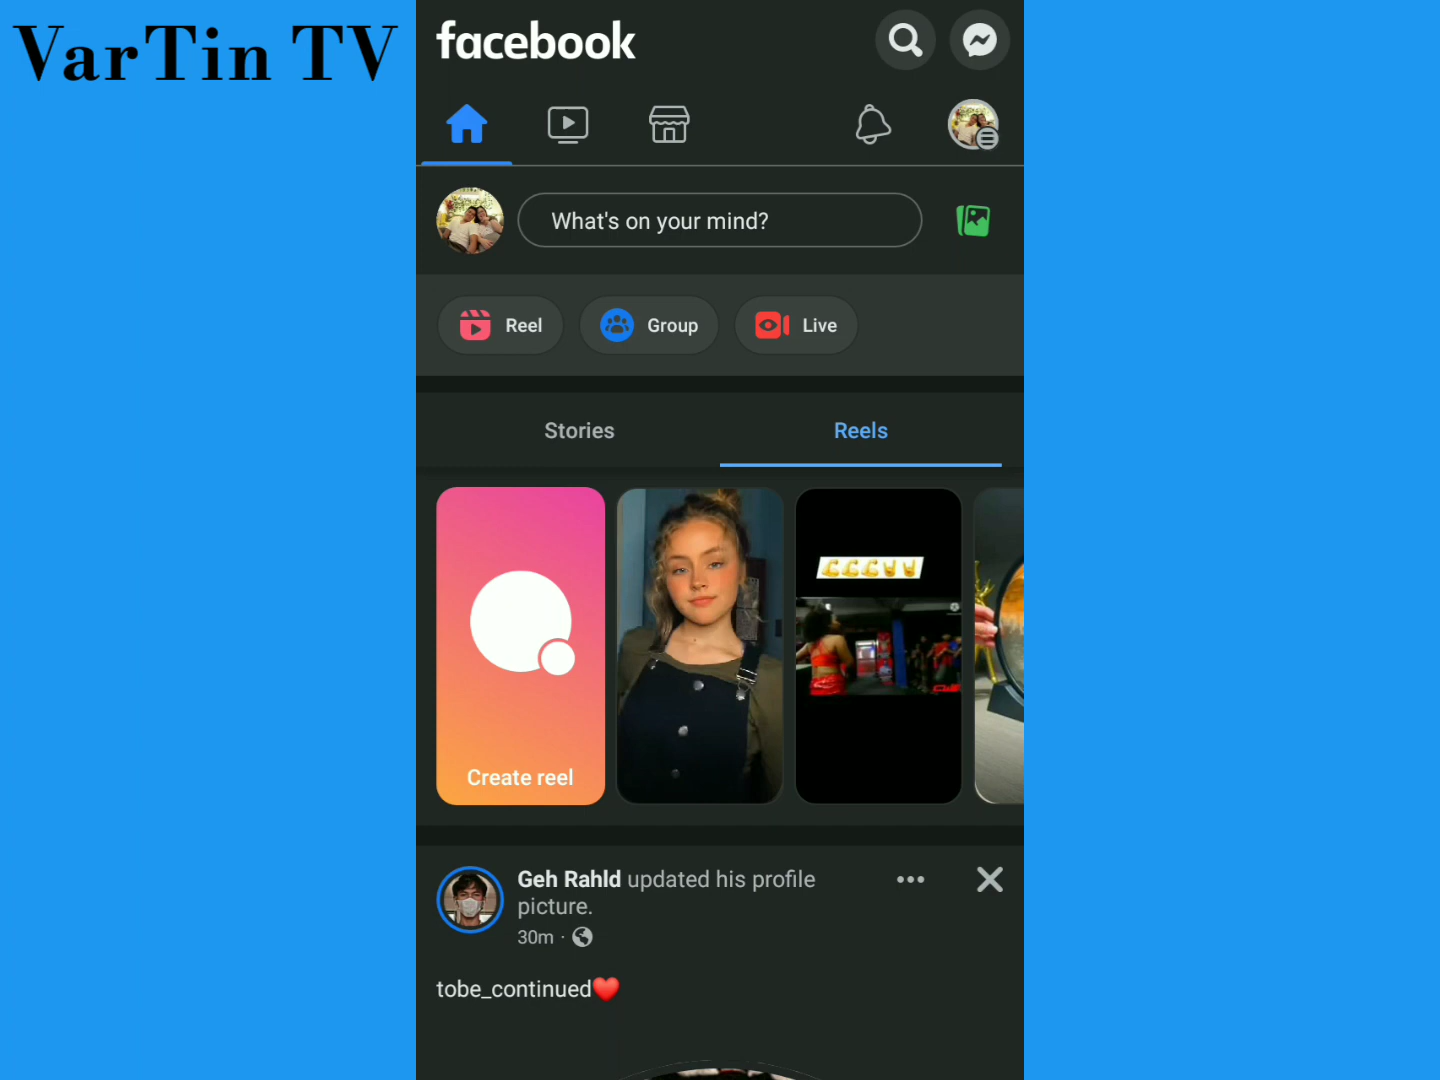 VarTin TV
facebook
What's on your mind?
Reel
Group
Live
Stories
Reels
Create reel
Geh Rahld updated his profile
picture.
30m ·
tobe_continued❤️